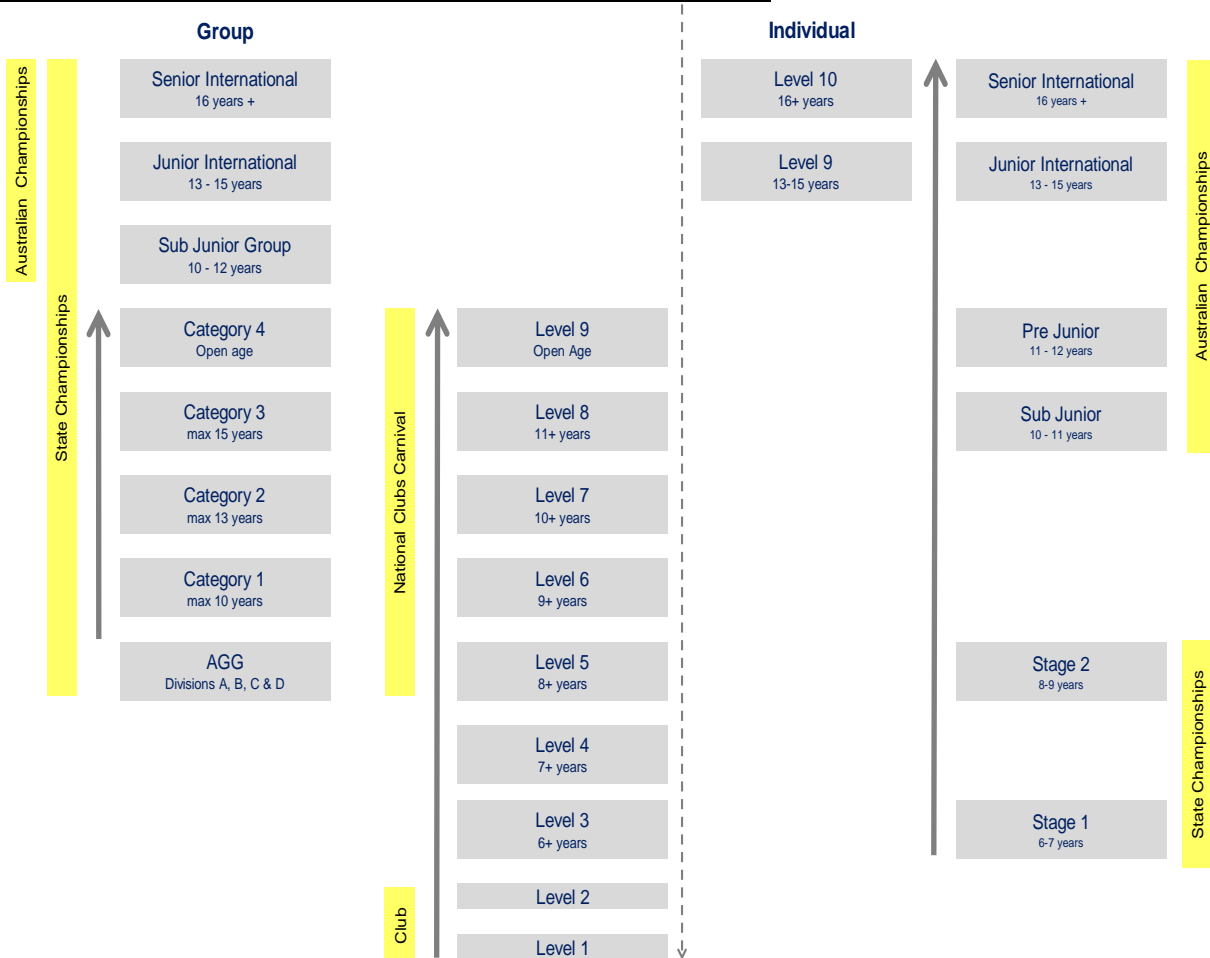 Group
Individual
Australian Championships
State Championships
Senior International
16 years +
Junior International
13 - 15 years
Sub Junior Group
10 - 12 years
Category 4
Open age
Category 3
max 15 years
Category 2
max 13 years
Category 1
max 10 years
AGG
Divisions A, B, C & D
National Clubs Carnival
Club
Level 9
Open Age
Level 8
11+ years
Level 7
10+ years
Level 6
9+ years
Level 5
8+ years
Level 4
7+ years
Level 3
6+ years
Level 2
Level 1
Level 10
16+ years
Level 9
13-15 years
Senior International
16 years +
Junior International
13 - 15 years
Pre Junior
11 - 12 years
Sub Junior
10 - 11 years
Stage 2
8-9 years
Stage 1
6-7 years
Australian Championships
State Championships